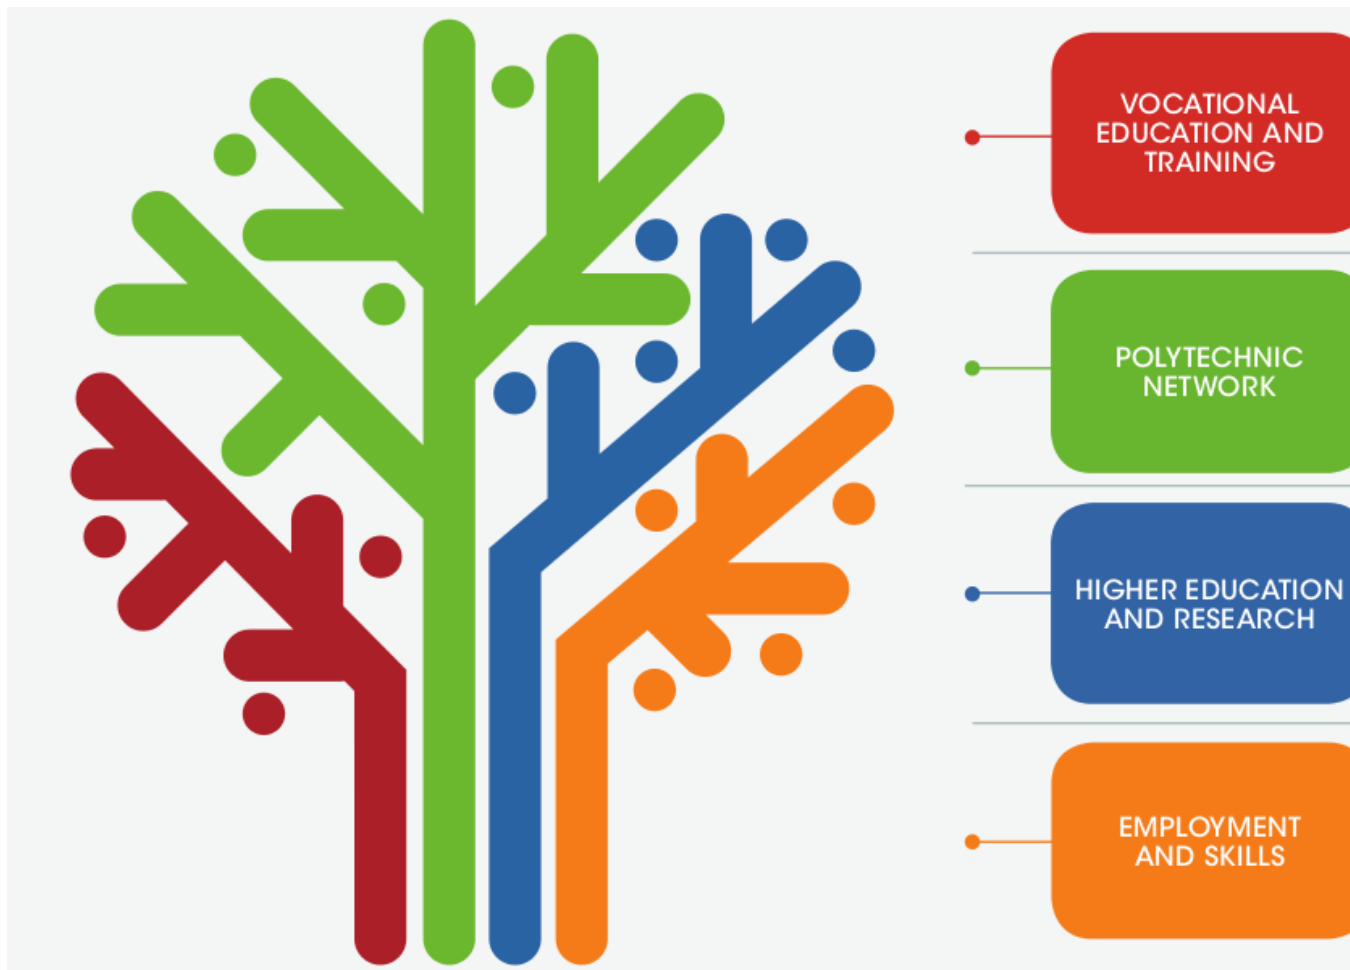 VOCATIONAL
EDUCATION AND
TRAINING
POLYTECHNIC
NETWORK
HIGHER EDUCATION
AND RESEARCH
EMPLOYMENT
AND SKILLS